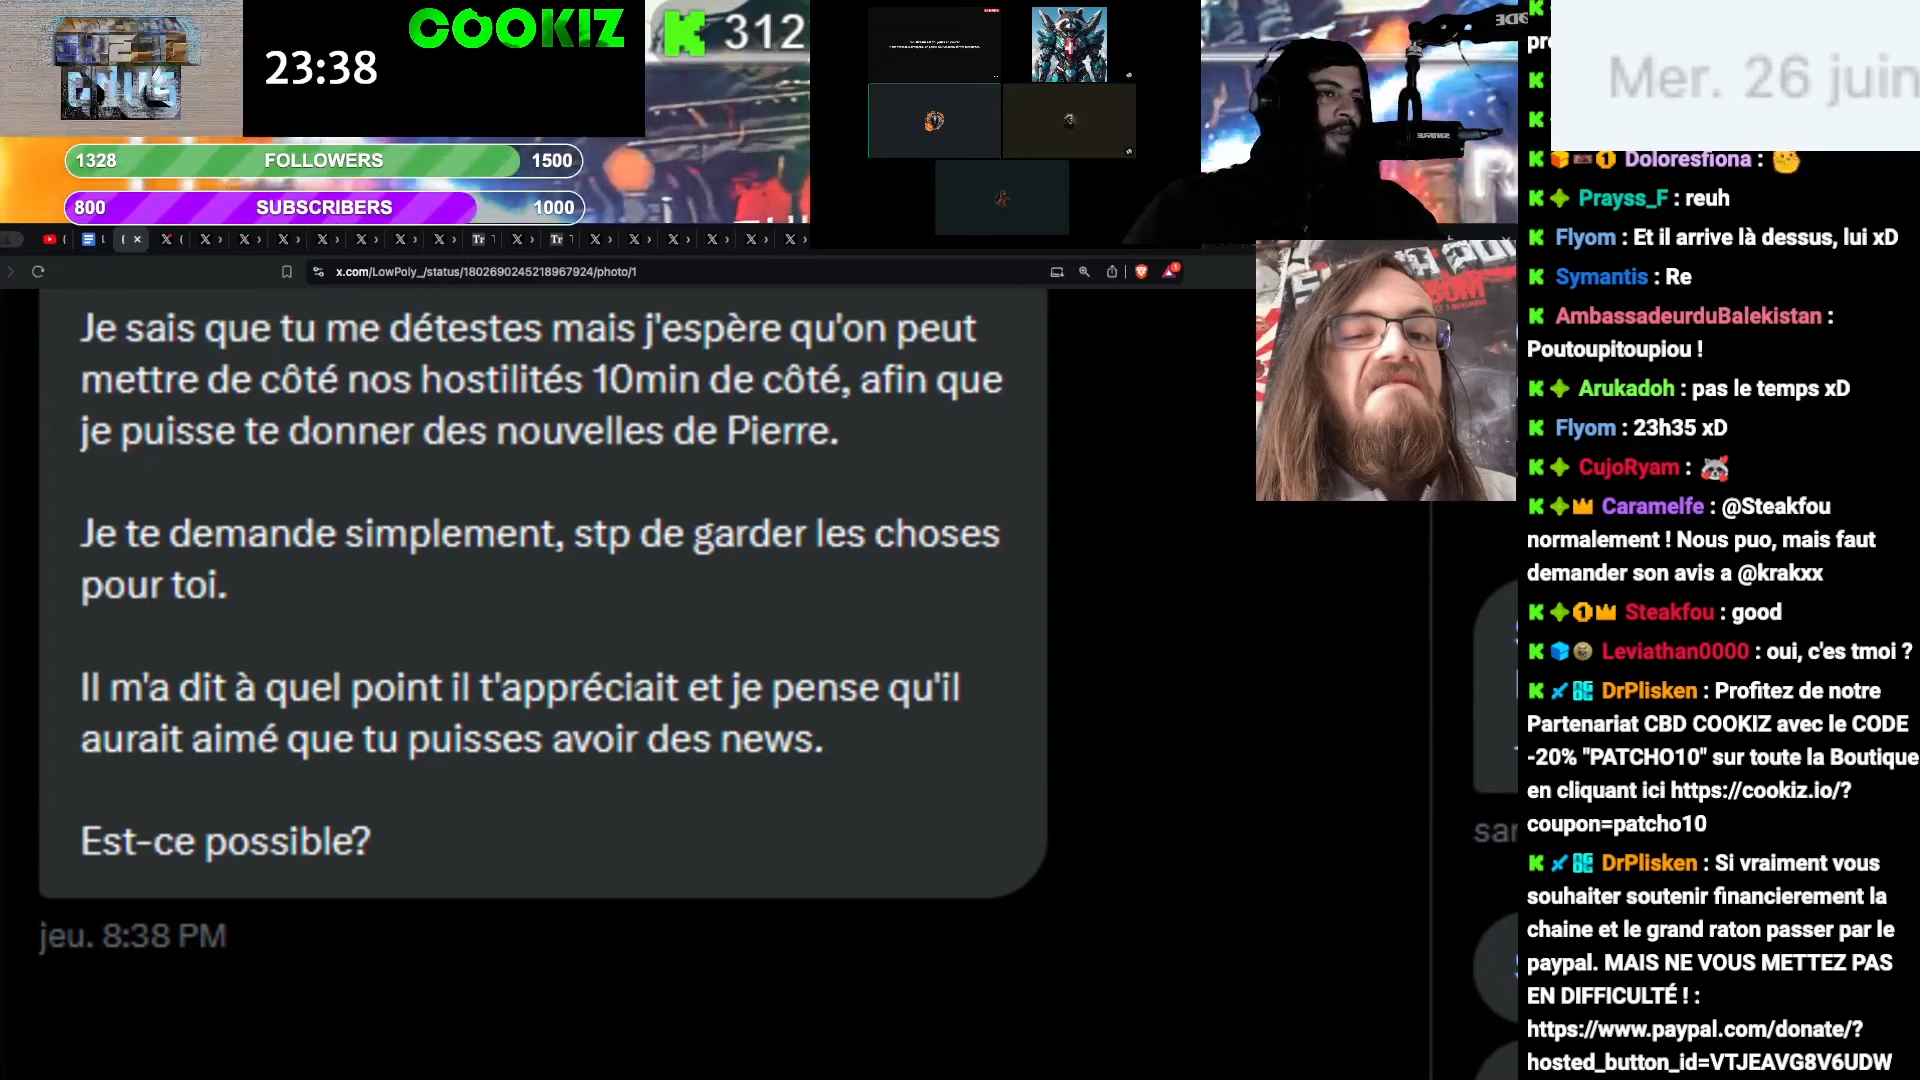 COOKIZ
23:38
312
1328 FOLLOWERS 1500
800 SUBSCRIBERS 1000
x.com/LowPoly_/status/1802690245218967924/photo/1
Je sais que tu me détestes mais j'espère qu'on peut
mettre de côté nos hostilités 10min de côté, afin que
je puisse te donner des nouvelles de Pierre.
Je te demande simplement, stp de garder les choses
pour toi.
Il m'a dit à quel point il t'appréciait et je pense qu'il
aurait aimé que tu puisses avoir des news.
Est-ce possible?
jeu. 8:38 PM
Mer. 26 juin
Doloresfiona :
Prayss_F : reuh
Flyom : Et il arrive là dessus, lui xD
Symantis : Re
AmbassadeurduBalekistan :
Poutoupitoupiou !
Arukadoh : pas le temps xD
Flyom : 23h35 xD
CujoRyam :
Caramelfe : @Steakfou
normalement ! Nous puo, mais faut
demander son avis a @krakxx
Steakfou : good
Leviathan0000 : oui, c'es tmoi ?
DrPlisken : Profitez de notre
Partenariat CBD COOKIZ avec le CODE
-20% "PATCHO10" sur toute la Boutique
en cliquant ici https://cookiz.io/?
coupon=patcho10
DrPlisken : Si vraiment vous
souhaiter soutenir financierement la
chaine et le grand raton passer par le
paypal. MAIS NE VOUS METTEZ PAS
EN DIFFICULTÉ ! :
https://www.paypal.com/donate/?
hosted_button_id=VTJEAVG8V6UDW